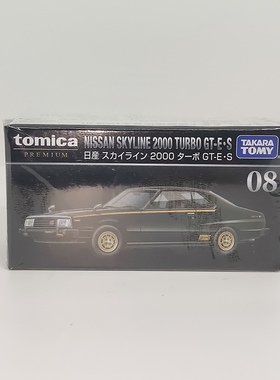 tomica
PREMIUM
NISSAN SKYLINE 2000 TURBO GT-E・S
日産 スカイライン 2000 ターボ GT-E・S
TAKARA
TOMY
08